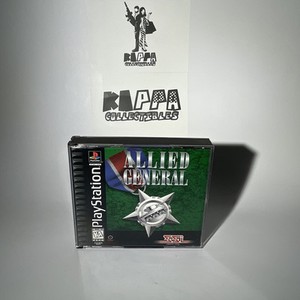 KAPPA
COLLECTIBLES
KAPPA
COLLECTIBLES
PlayStation
ALLIED
GENERAL